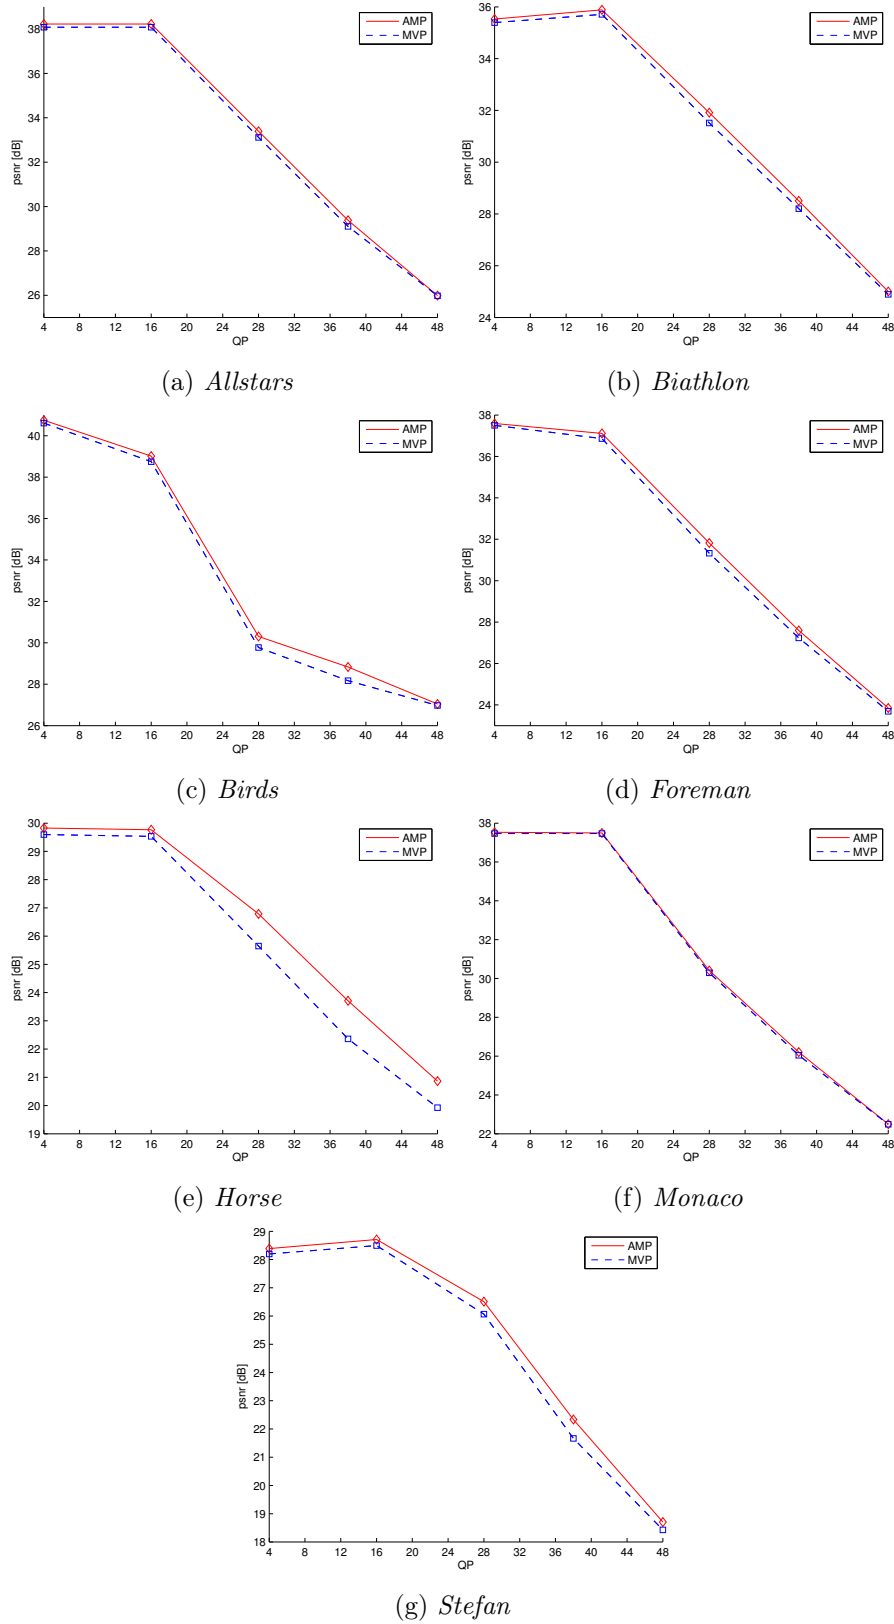 AMP
MVP
psnr [dB]
38
36
34
32
30
28
26
4 8 12 16 20 24 28 32 36 40 44 48
QP
(a) Allstars
AMP
MVP
psnr [dB]
36
34
32
30
28
26
24
4 8 12 16 20 24 28 32 36 40 44 48
QP
(b) Biathlon
AMP
MVP
psnr [dB]
40
38
36
34
32
30
28
26
4 8 12 16 20 24 28 32 36 40 44 48
QP
(c) Birds
AMP
MVP
psnr [dB]
38
36
34
32
30
28
26
24
4 8 12 16 20 24 28 32 36 40 44 48
QP
(d) Foreman
AMP
MVP
psnr [dB]
30
29
28
27
26
25
24
23
22
21
20
19
4 8 12 16 20 24 28 32 36 40 44 48
QP
(e) Horse
AMP
MVP
psnr [dB]
38
36
34
32
30
28
26
24
22
4 8 12 16 20 24 28 32 36 40 44 48
QP
(f) Monaco
AMP
MVP
psnr [dB]
29
28
27
26
25
24
23
22
21
20
19
18
4 8 12 16 20 24 28 32 36 40 44 48
QP
(g) Stefan